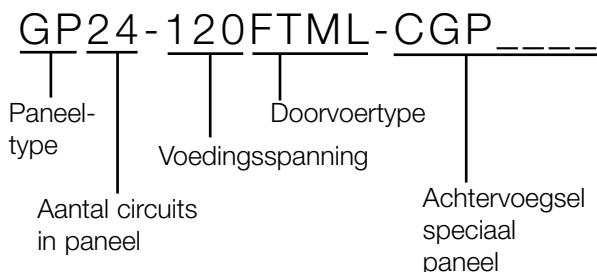 GP24-120FTML-CGP____
Paneel-
type
Doorvoertype
Voedingsspanning
Aantal circuits
in paneel
Achtervoegsel
speciaal
paneel